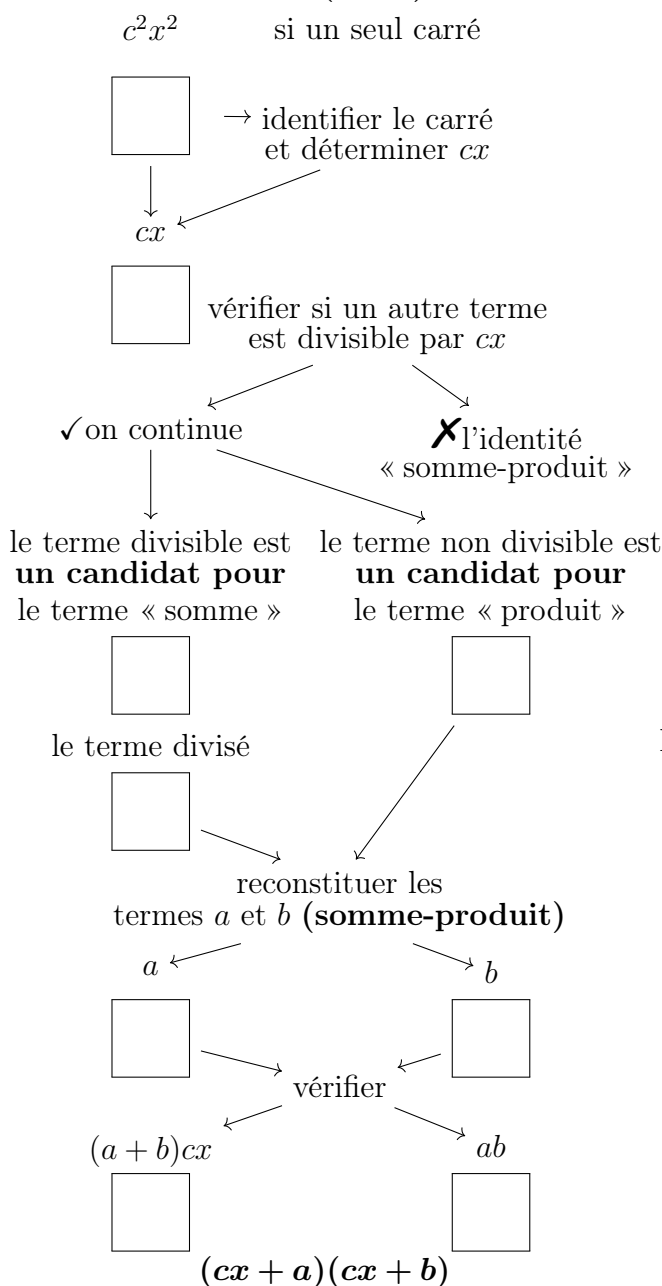 c²x² si un seul carré
→ identifier le carré
et déterminer cx
cx
vérifier si un autre terme
est divisible par cx
✓ on continue
✗ l'identité
« somme-produit »
le terme divisible est
un candidat pour
le terme « somme »
le terme non divisible est
un candidat pour
le terme « produit »
le terme divisé
reconstituer les
termes a et b (somme-produit)
a b
vérifier
(a + b)cx ab
(cx + a)(cx + b)